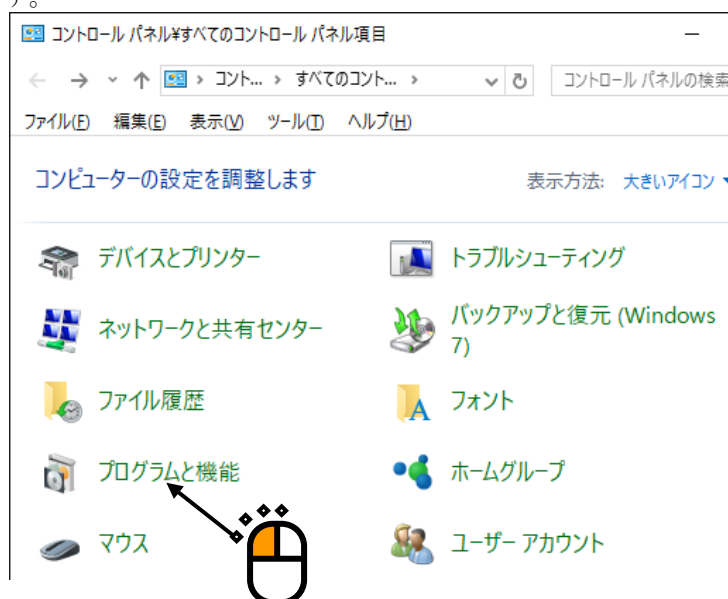 す。
コントロール パネル¥すべてのコントロール パネル項目
コント... › すべてのコント... ›
コントロール パネルの検索
ファイル(F) 編集(E) 表示(V) ツール(T) ヘルプ(H)
コンピューターの設定を調整します
表示方法: 大きいアイコン
デバイスとプリンター
トラブルシューティング
ネットワークと共有センター
バックアップと復元 (Windows
7)
ファイル履歴
フォント
プログラムと機能
ホームグループ
マウス
ユーザー アカウント